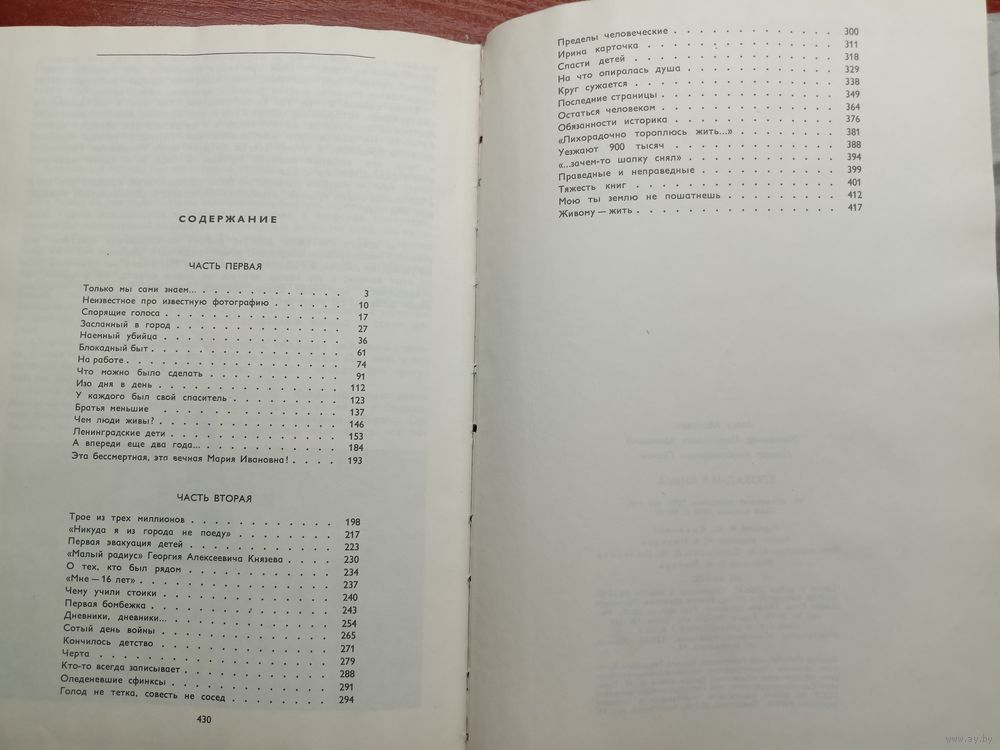 СОДЕРЖАНИЕ
ЧАСТЬ ПЕРВАЯ
Только мы сами знаем... . . . . . . . . . . . . 3
Неизвестное про известную фотографию . . . . . . 10
Спорящие голоса . . . . . . . . . . . . . . 17
Засланный в город . . . . . . . . . . . . . 27
Наемный убийца . . . . . . . . . . . . . . 36
Блокадный быт . . . . . . . . . . . . . . . 61
На работе . . . . . . . . . . . . . . . . . 74
Что можно было сделать . . . . . . . . . . . 91
Изо дня в день . . . . . . . . . . . . . . 112
У каждого был свой спаситель . . . . . . . . 123
Братья меньшие . . . . . . . . . . . . . . 137
Чем люди живы? . . . . . . . . . . . . . . 146
Ленинградские дети . . . . . . . . . . . . . 153
А впереди еще два года... . . . . . . . . . . 184
Эта бессмертная, эта вечная Мария Ивановна! . . . . 193
ЧАСТЬ ВТОРАЯ
Трое из трех миллионов . . . . . . . . . . . 198
«Никуда я из города не поеду» . . . . . . . . 217
Первая эвакуация детей . . . . . . . . . . . 223
«Малый радиус» Георгия Алексеевича Князева . . . . 230
О тех, кто был рядом . . . . . . . . . . . . 234
«Мне — 16 лет» . . . . . . . . . . . . . . . 237
Чему учили стоики . . . . . . . . . . . . . 240
Первая бомбежка . . . . . . . . . . . . . . 243
Дневники, дневники... . . . . . . . . . . . . 254
Сотый день войны . . . . . . . . . . . . . 265
Кончилось детство . . . . . . . . . . . . . 271
Черта . . . . . . . . . . . . . . . . . . 279
Кто-то всегда записывает . . . . . . . . . . . 288
Оледеневшие сфинксы . . . . . . . . . . . . 291
Голод не тетка, совесть не сосед . . . . . . . . 294
430
Пределы человеческие . . . . . . . . . . . . 300
Ирина карточка . . . . . . . . . . . . . . 311
Спасти детей . . . . . . . . . . . . . . . 318
На что опиралась душа . . . . . . . . . . . . 329
Круг сужается . . . . . . . . . . . . . . . 338
Последние страницы . . . . . . . . . . . . . 349
Остаться человеком . . . . . . . . . . . . . 364
Обязанности историка . . . . . . . . . . . . 376
«Лихорадочно тороплюсь жить...» . . . . . . . . 381
Уезжают 900 тысяч . . . . . . . . . . . . . 388
«...зачем-то шапку снял» . . . . . . . . . . . 394
Праведные и неправедные . . . . . . . . . . . 399
Тяжесть книг . . . . . . . . . . . . . . . 401
Мою ты землю не пошатнешь . . . . . . . . . 412
Живому — жить . . . . . . . . . . . . . . . 417
www.ay.by